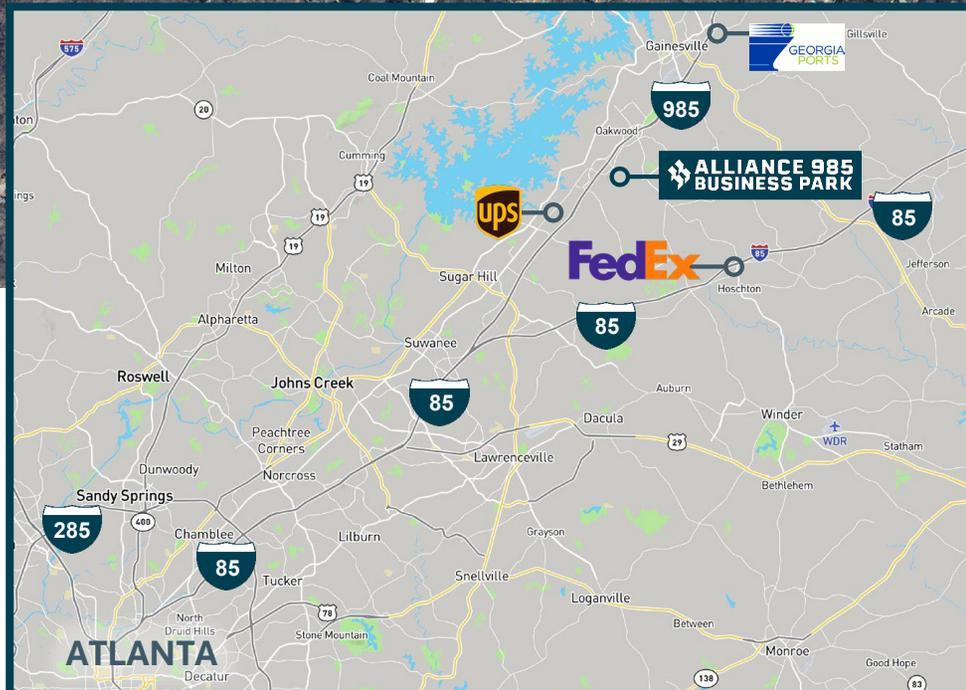 575
Gainesville
GEORGIA
PORTS
Gillsville
Coal Mountain
985
20
ton
Oakwood
Cumming
ALLIANCE 985
BUSINESS PARK
19
ings
ups
85
19
19
FedEx
85
Milton
Sugar Hill
Jefferson
Hoschton
Alpharetta
85
Arcade
Suwanee
Roswell
Johns Creek
85
Auburn
Dacula
Winder
Peachtree
Corners
29
WDR
Statham
Lawrenceville
Dunwoody
Norcross
Bethlehem
Sandy Springs
285
400
Chamblee
Lilburn
Grayson
85
Tucker
Snellville
Loganville
78
North
Druid Hills
Stone Mountain
Between
ATLANTA
Monroe
Decatur
Good Hope
138
83